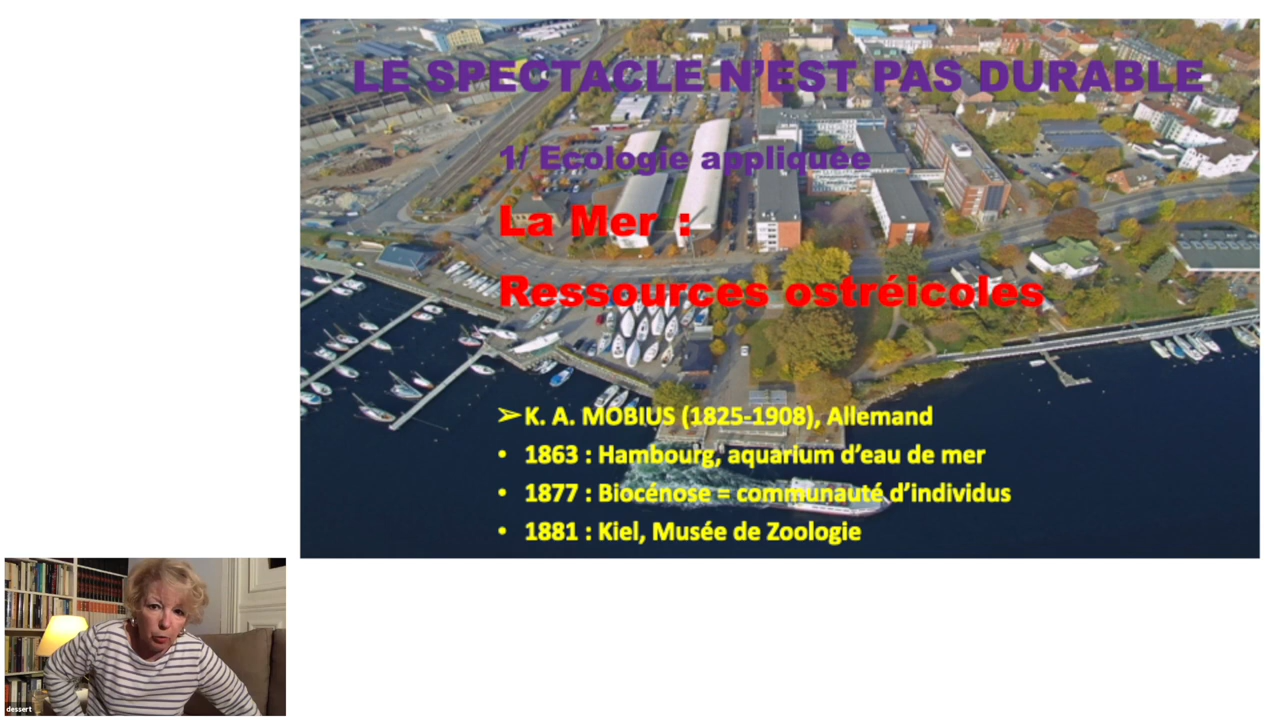 LE SPECTACLE N'EST PAS DURABLE
1/ Ecologie appliquée
La Mer :
Ressources ostréicoles
➢K. A. MÖBIUS (1825-1908), Allemand
• 1863 : Hambourg, aquarium d'eau de mer
• 1877 : Biocénose = communauté d'individus
• 1881 : Kiel, Musée de Zoologie
dessert